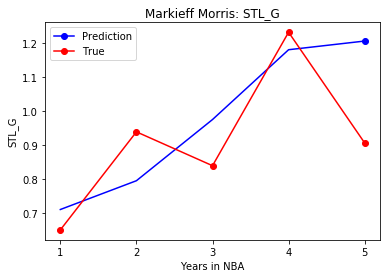 Markieff Morris: STL_G
Prediction
True
STL_G
1.2
1.1
1.0
0.9
0.8
0.7
1 2 3 4 5
Years in NBA